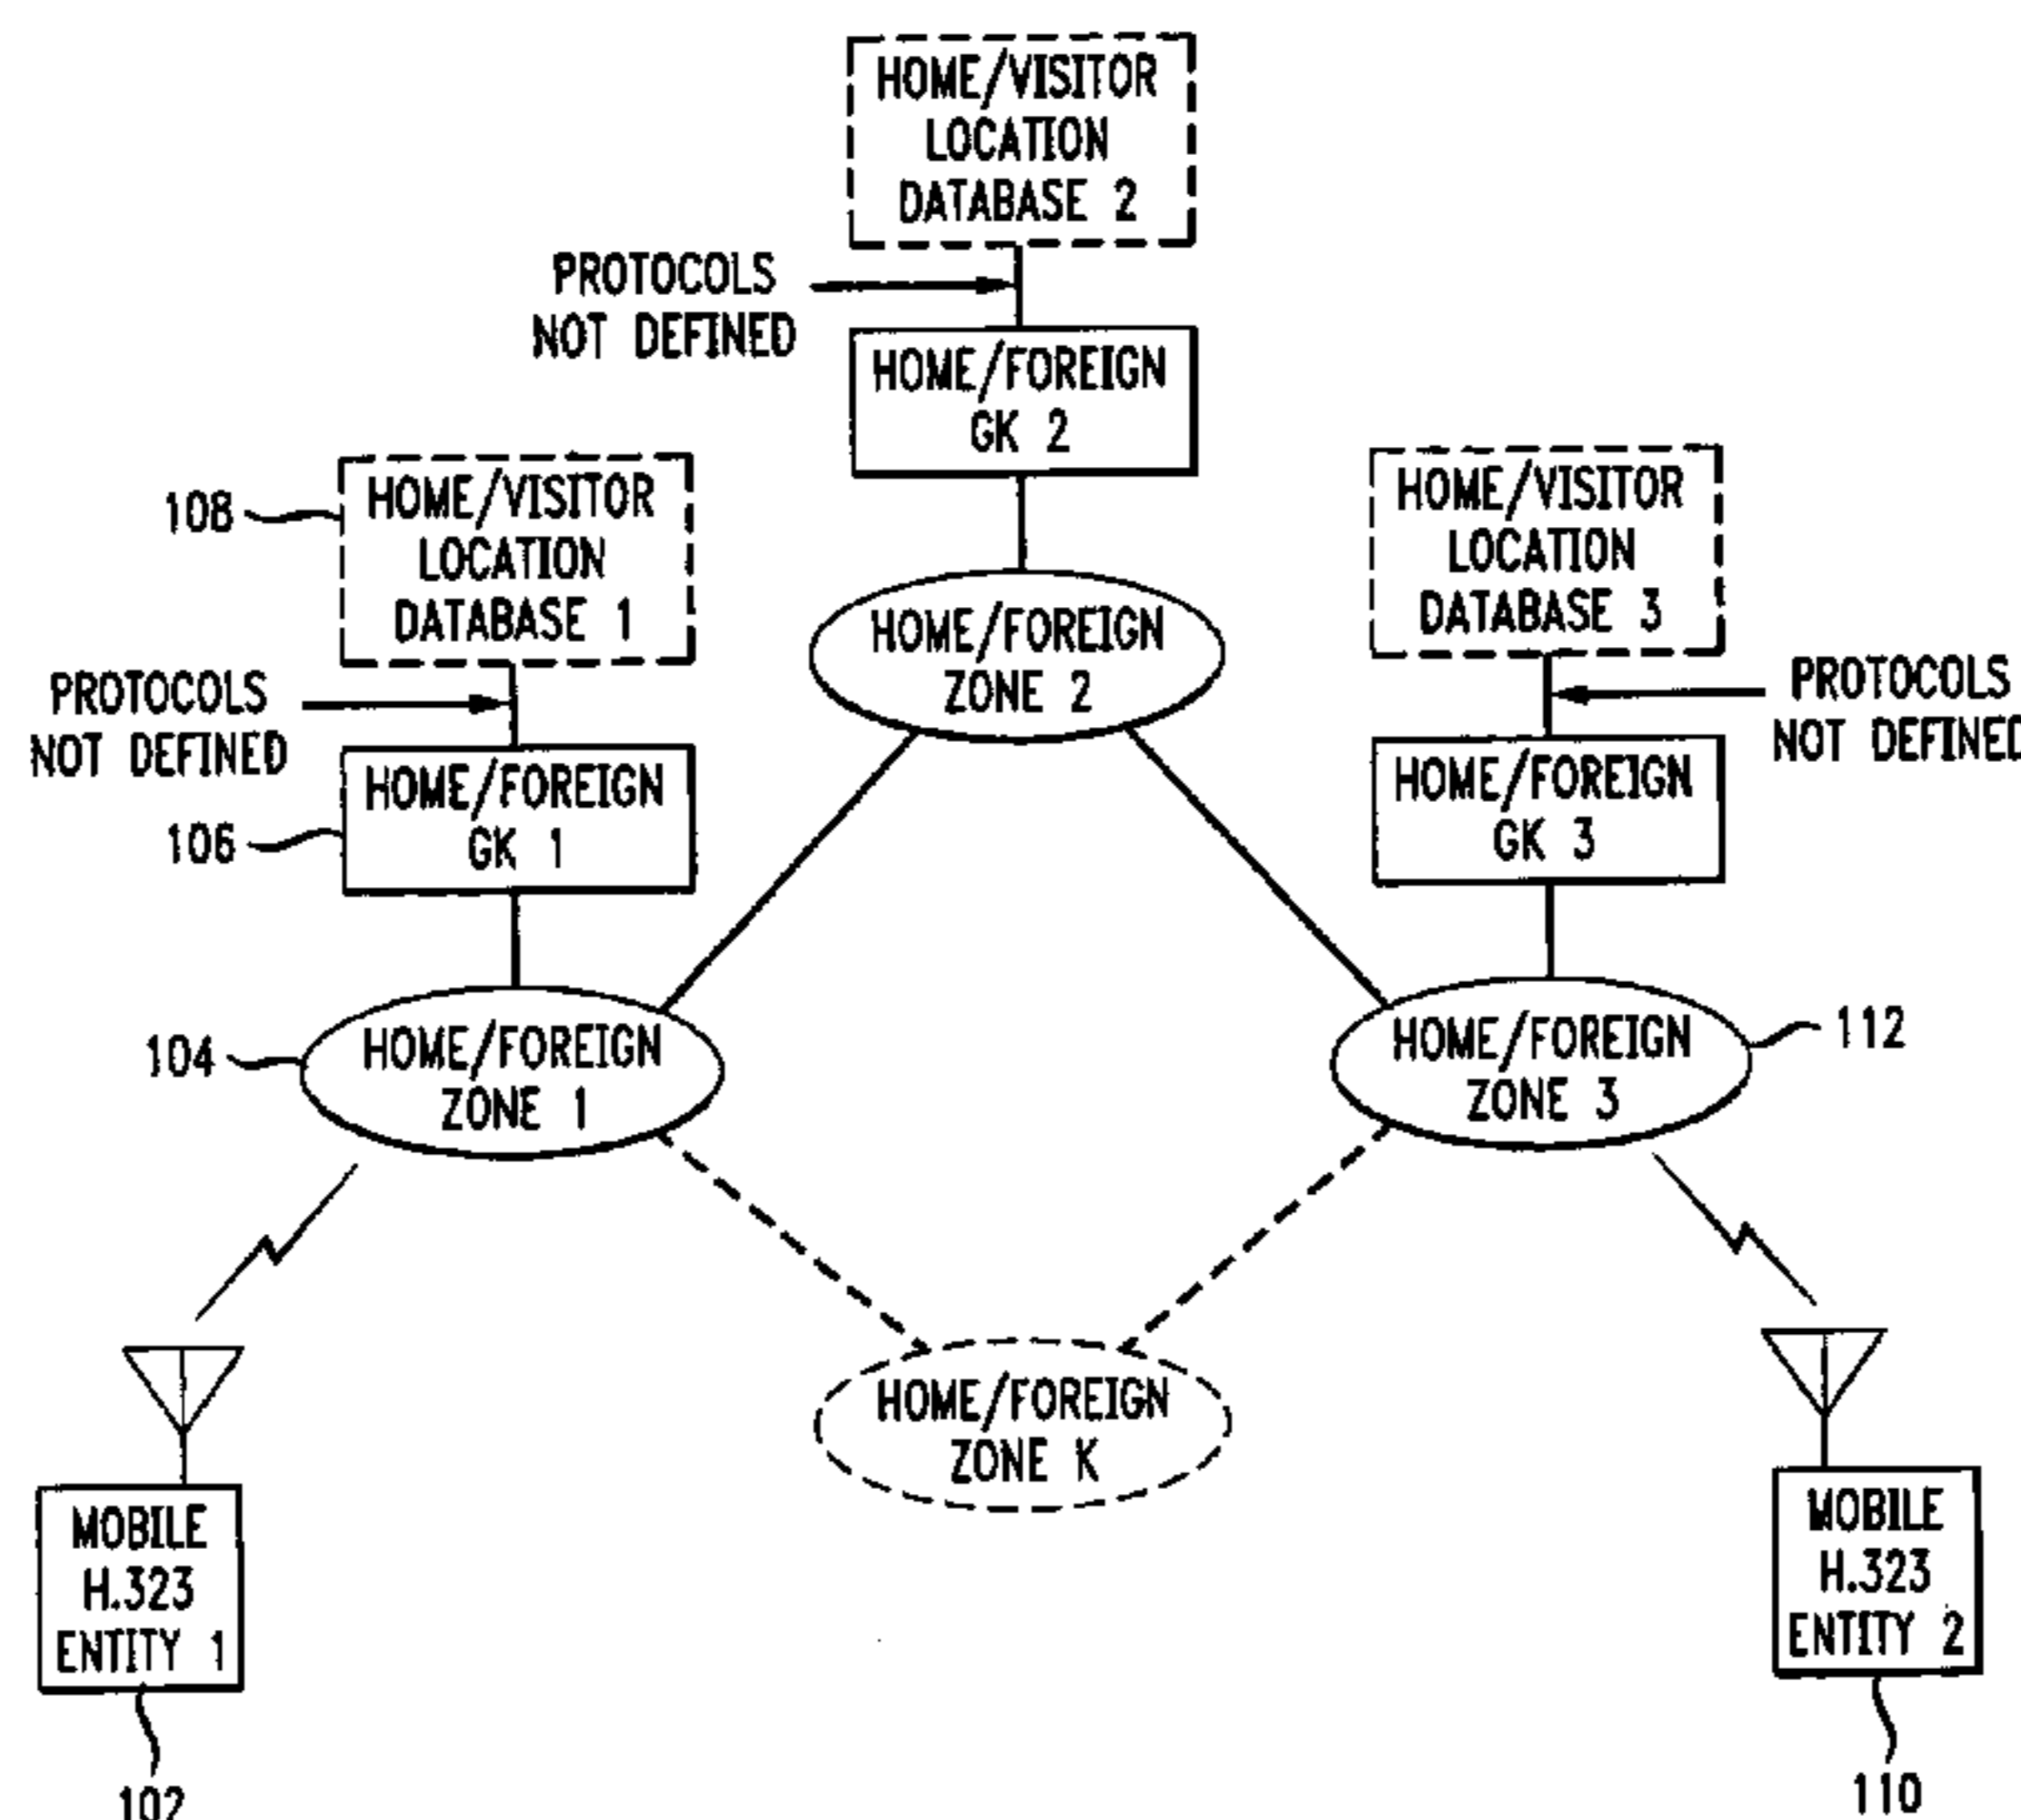 HOME/VISITOR
LOCATION
DATABASE 2
PROTOCOLS
NOT DEFINED
HOME/FOREIGN
GK 2
108
HOME/VISITOR
LOCATION
DATABASE 1
HOME/VISITOR
LOCATION
DATABASE 3
HOME/FOREIGN
ZONE 2
PROTOCOLS
NOT DEFINED
PROTOCOLS
NOT DEFINED
106
HOME/FOREIGN
GK 1
HOME/FOREIGN
GK 3
104
HOME/FOREIGN
ZONE 1
HOME/FOREIGN
ZONE 3
112
HOME/FOREIGN
ZONE K
MOBILE
H.323
ENTITY 1
MOBILE
H.323
ENTITY 2
102
110